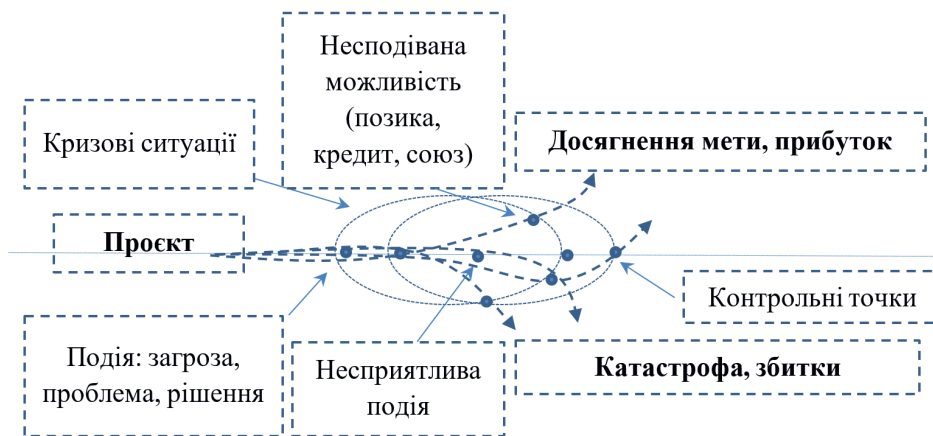 Несподівана
можливість
(позика,
кредит, союз)
Кризові ситуації
Досягнення мети, прибуток
Проєкт
Контрольні точки
Подія: загроза,
проблема, рішення
Несприятлива
подія
Катастрофа, збитки